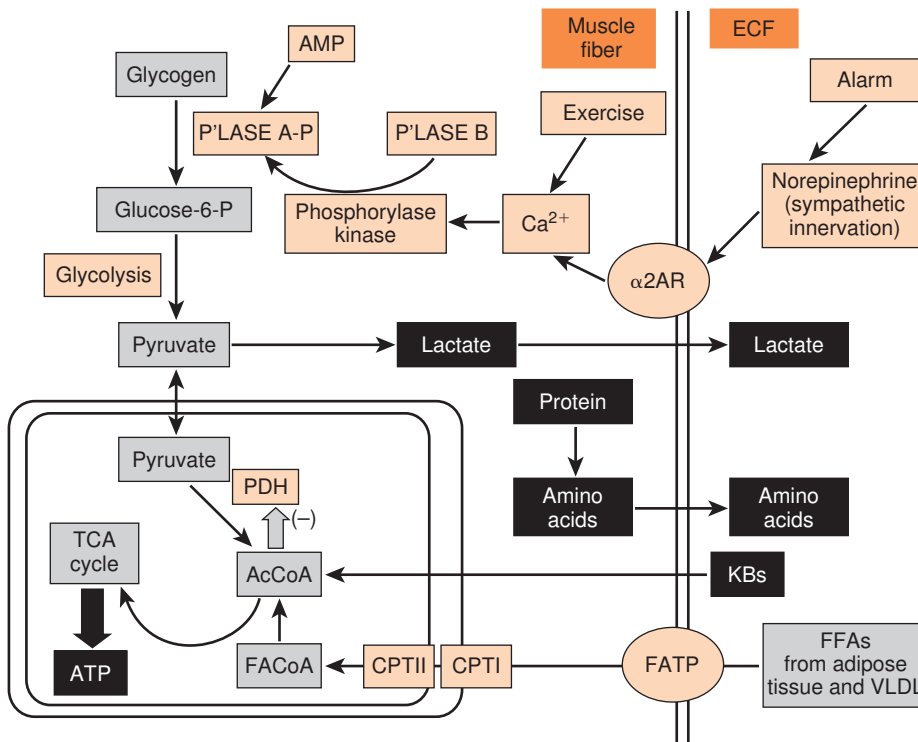 Muscle
fiber
ECF
AMP
Glycogen
Alarm
Exercise
P'LASE A-P
P'LASE B
Norepinephrine
(sympathetic
innervation)
Glucose-6-P
Phosphorylase
kinase
Ca2+
Glycolysis
α2AR
Pyruvate
Lactate
Lactate
Protein
Pyruvate
PDH
Amino
acids
Amino
acids
(–)
TCA
cycle
AcCoA
KBs
ATP
FACoA
CPTII
CPTI
FATP
FFAs
from adipose
tissue and VLDL